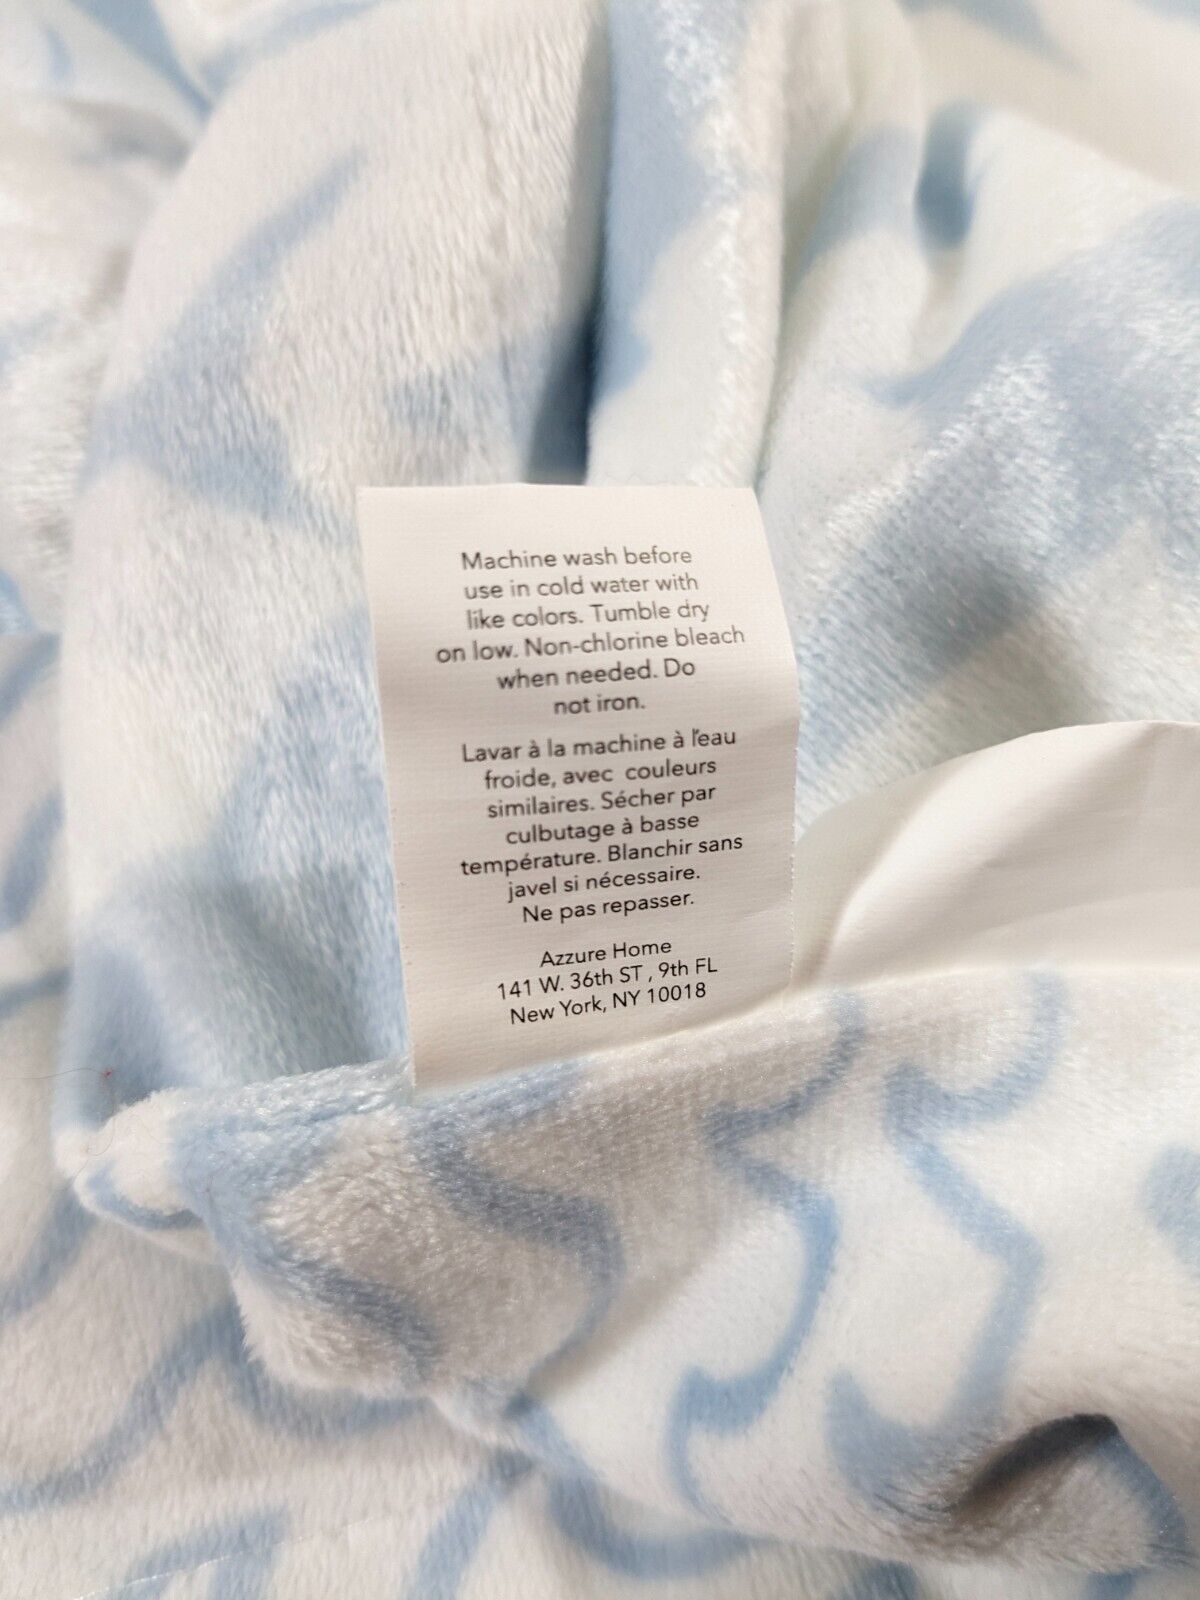 Machine wash before
use in cold water with
like colors. Tumble dry
on low. Non-chlorine bleach
when needed. Do
not iron.
Lavar à la machine à l'eau
froide, avec couleurs
similaires. Sécher par
culbutage à basse
température. Blanchir sans
javel si nécessaire.
Ne pas repasser.
Azzure Home
141 W. 36th ST , 9th FL
New York, NY 10018